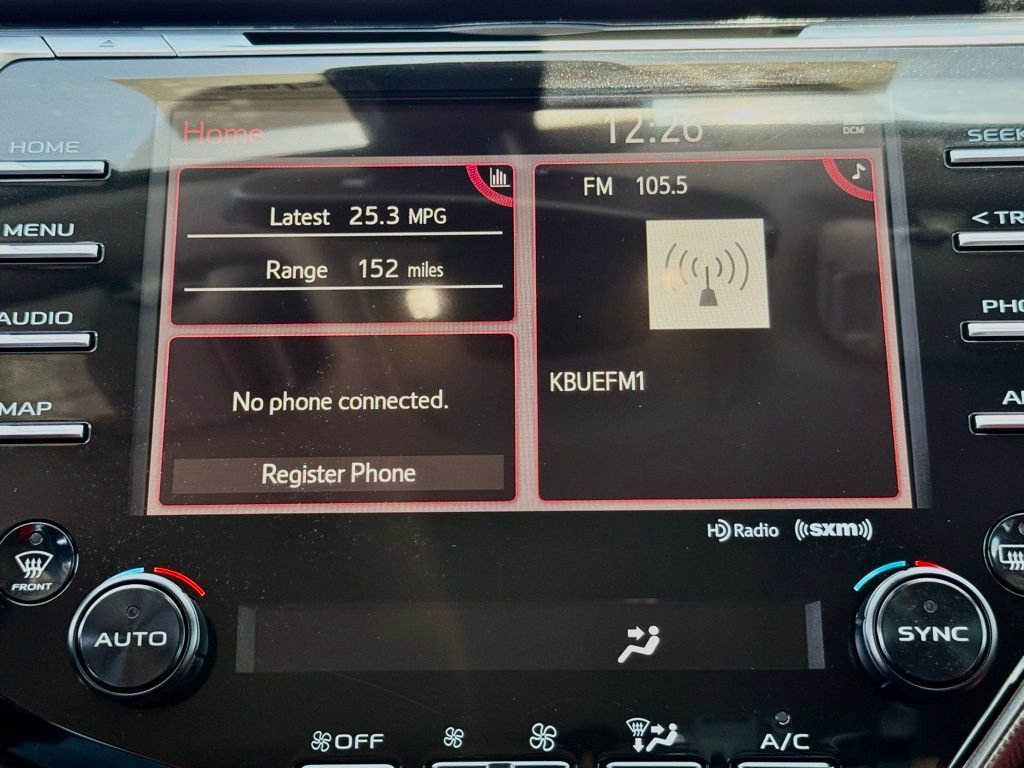 HOME
MENU
AUDIO
MAP
Home
12:26
DCM
Latest 25.3 MPG
Range 152 miles
No phone connected.
Register Phone
FM 105.5
KBUEFM1
SEEK
< TR
PHO
HD Radio ((sxm))
FRONT
AUTO
SYNC
OFF
A/C